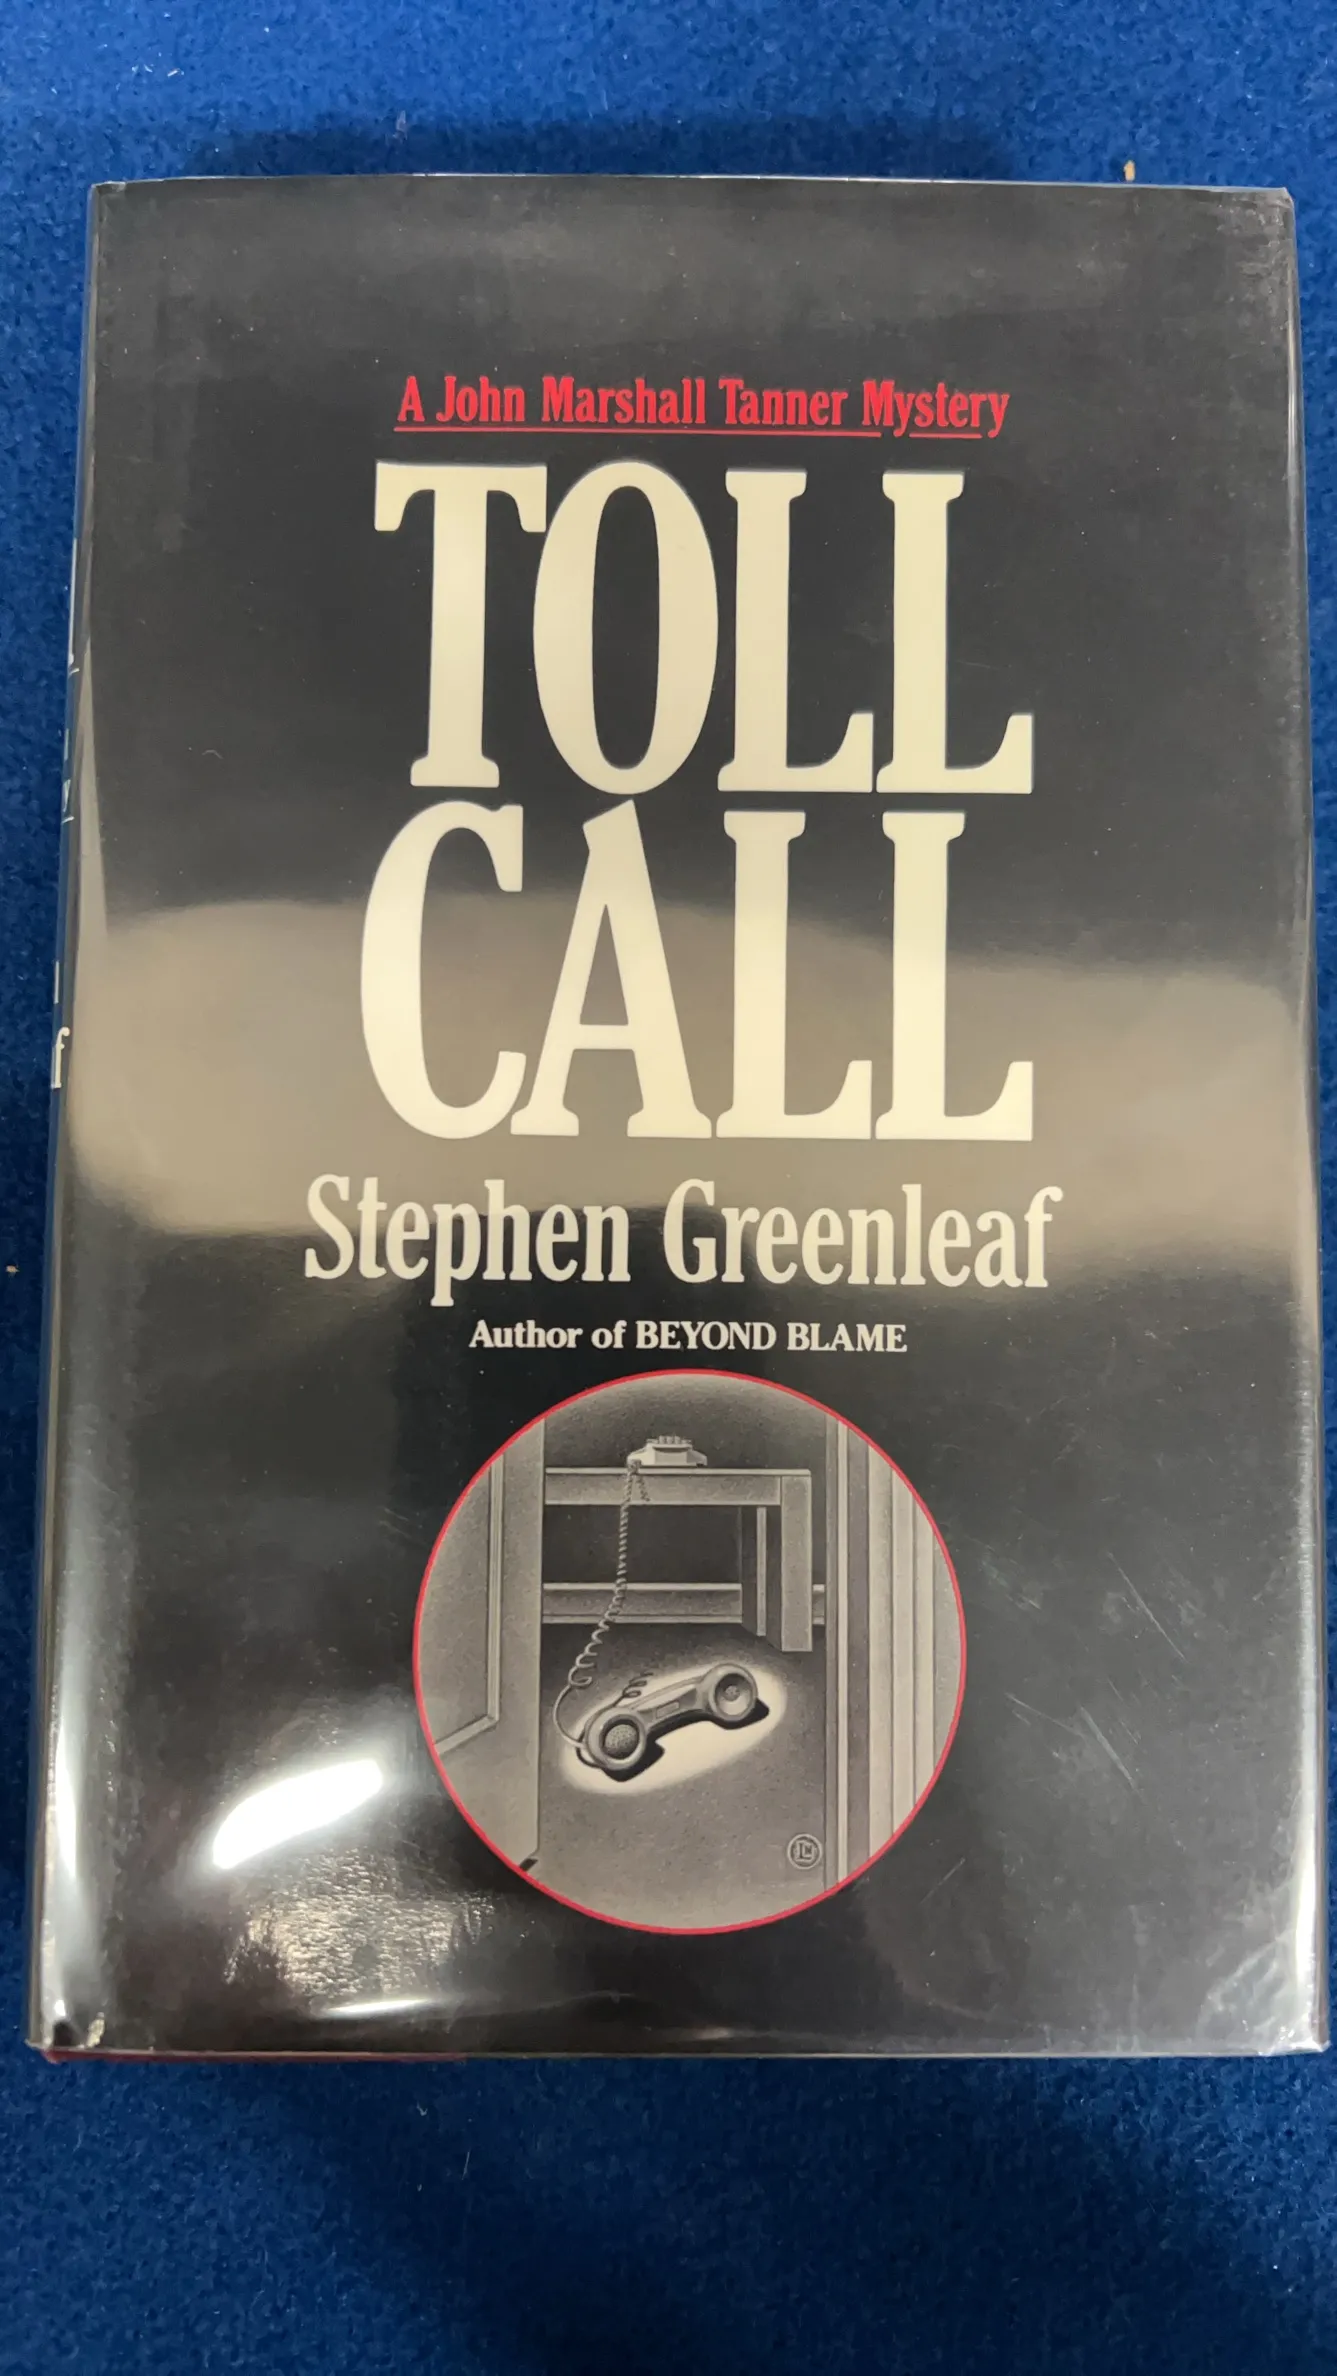 A John Marshall Tanner Mystery
TOLL
CALL
Stephen Greenleaf
Author of BEYOND BLAME